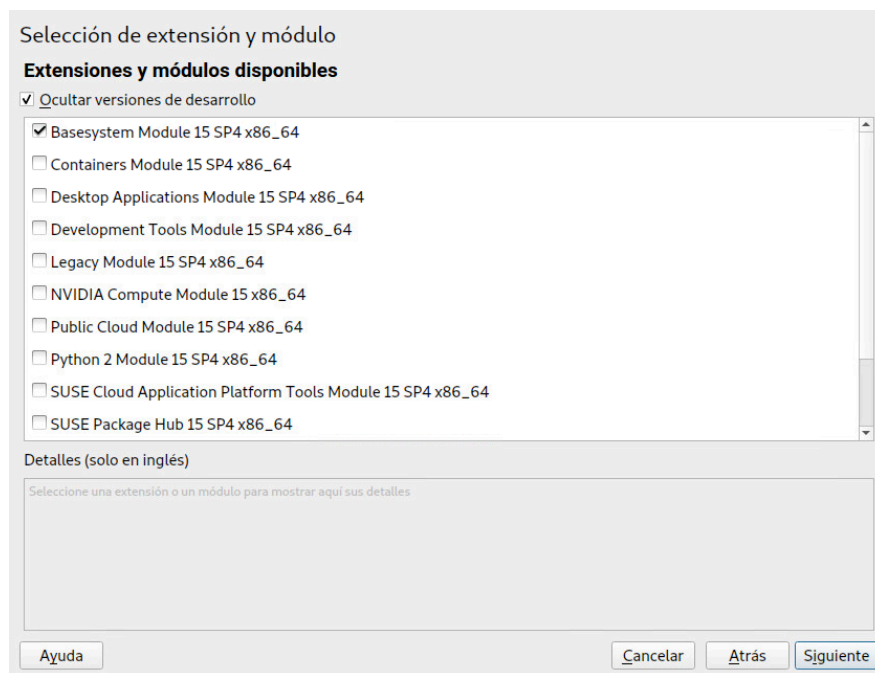 Selección de extensión y módulo
Extensiones y módulos disponibles
Ocultar versiones de desarrollo
Basesystem Module 15 SP4 x86_64
Containers Module 15 SP4 x86_64
Desktop Applications Module 15 SP4 x86_64
Development Tools Module 15 SP4 x86_64
Legacy Module 15 SP4 x86_64
NVIDIA Compute Module 15 x86_64
Public Cloud Module 15 SP4 x86_64
Python 2 Module 15 SP4 x86_64
SUSE Cloud Application Platform Tools Module 15 SP4 x86_64
SUSE Package Hub 15 SP4 x86_64
Detalles (solo en inglés)
Seleccione una extensión o un módulo para mostrar aquí sus detalles
Ayuda Cancelar Atrás Siguiente